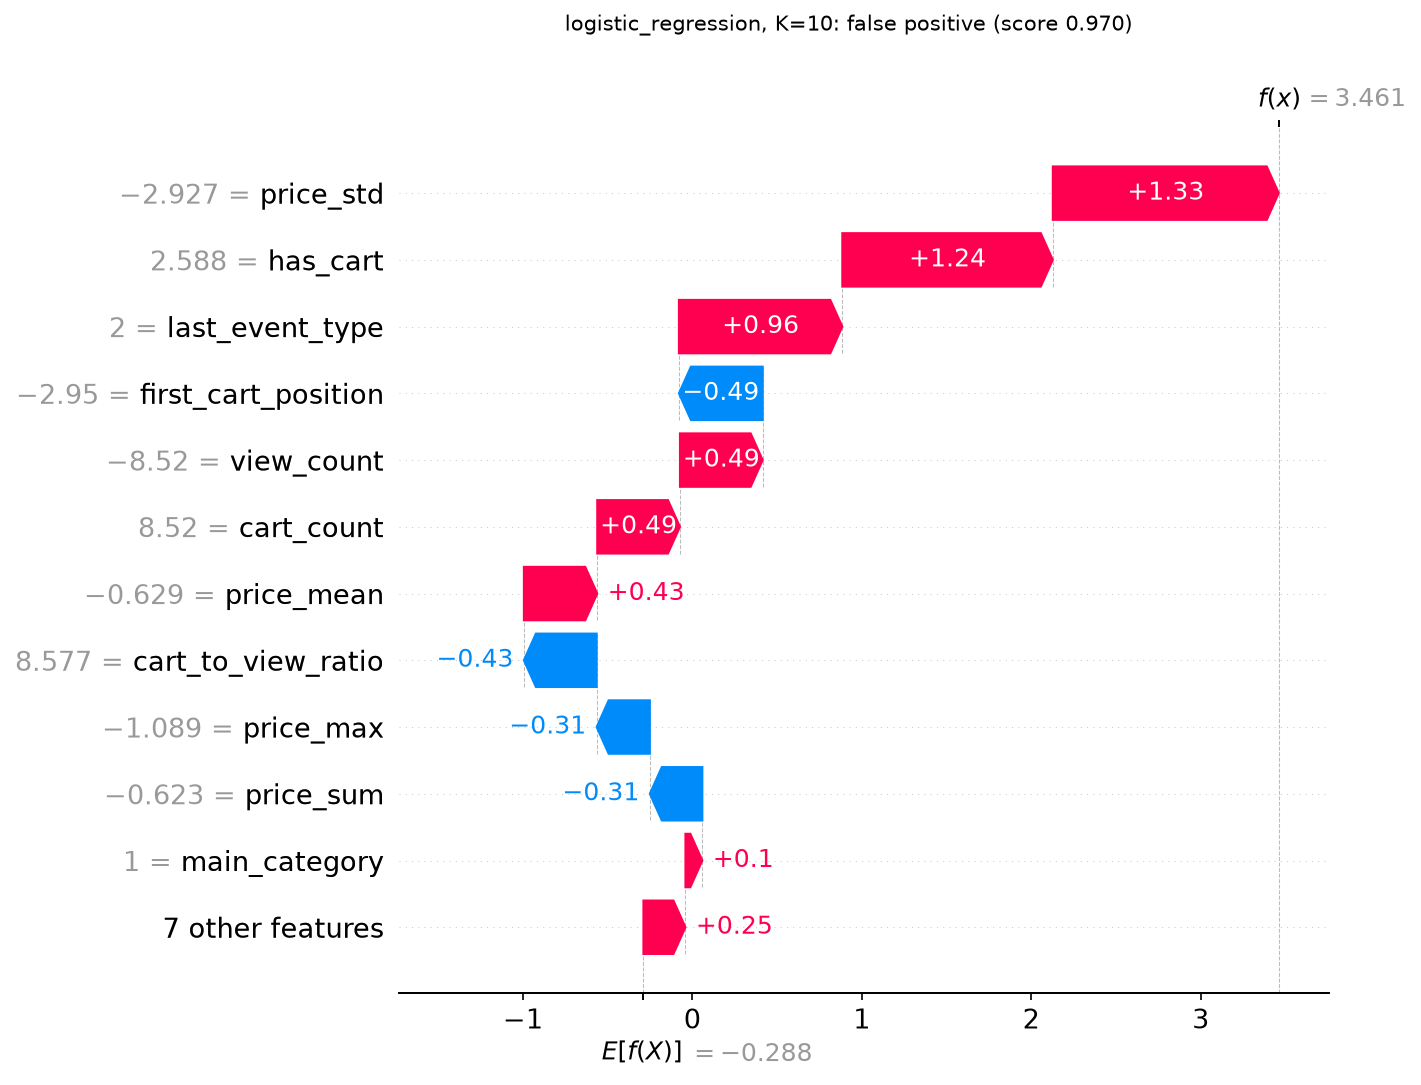 logistic_regression, K=10: false positive (score 0.970)
f(x) = 3.461
−2.927 = price_std +1.33
2.588 = has_cart +1.24
2 = last_event_type +0.96
−2.95 = first_cart_position −0.49
−8.52 = view_count +0.49
8.52 = cart_count +0.49
−0.629 = price_mean +0.43
8.577 = cart_to_view_ratio −0.43
−1.089 = price_max −0.31
−0.623 = price_sum −0.31
1 = main_category +0.1
7 other features +0.25
−1 0 1 2 3
E[f(X)] = −0.288